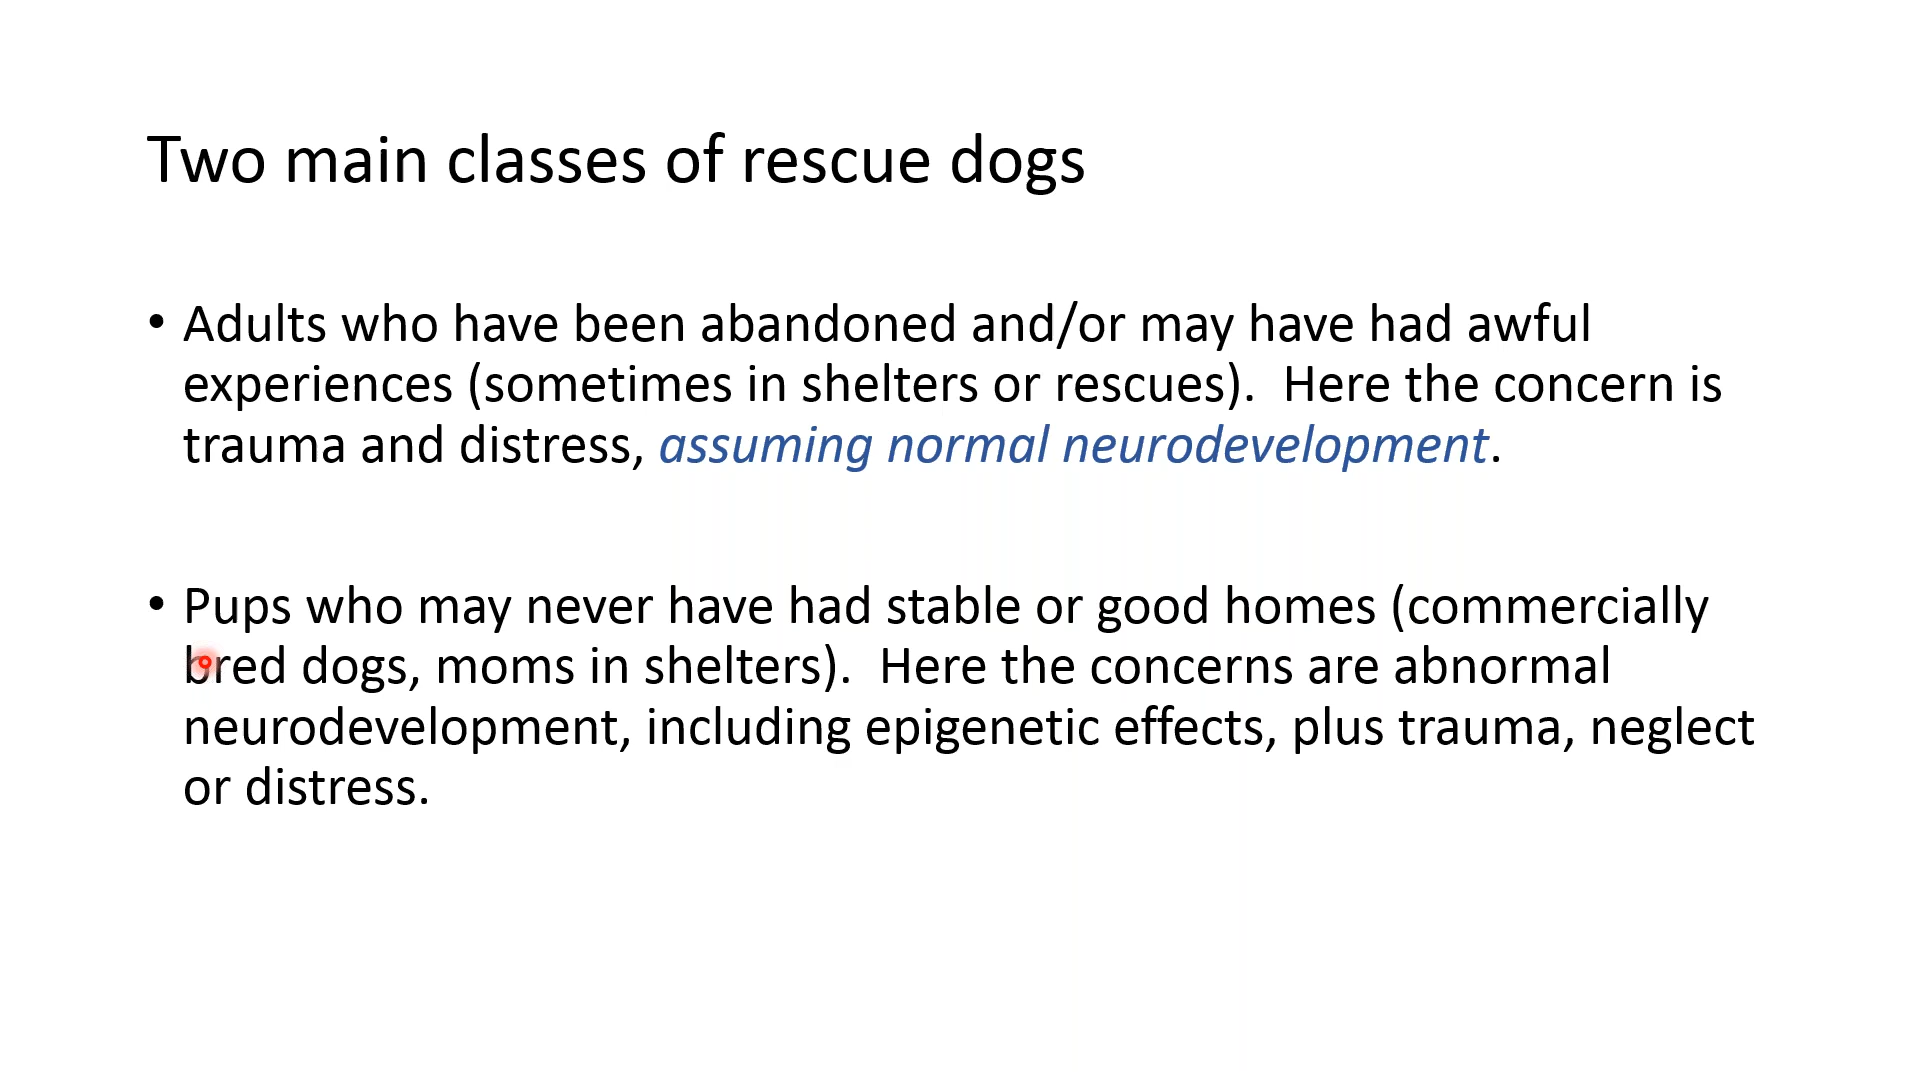 Two main classes of rescue dogs
• Adults who have been abandoned and/or may have had awful
experiences (sometimes in shelters or rescues).  Here the concern is
trauma and distress, assuming normal neurodevelopment.
• Pups who may never have had stable or good homes (commercially
bred dogs, moms in shelters).  Here the concerns are abnormal
neurodevelopment, including epigenetic effects, plus trauma, neglect
or distress.